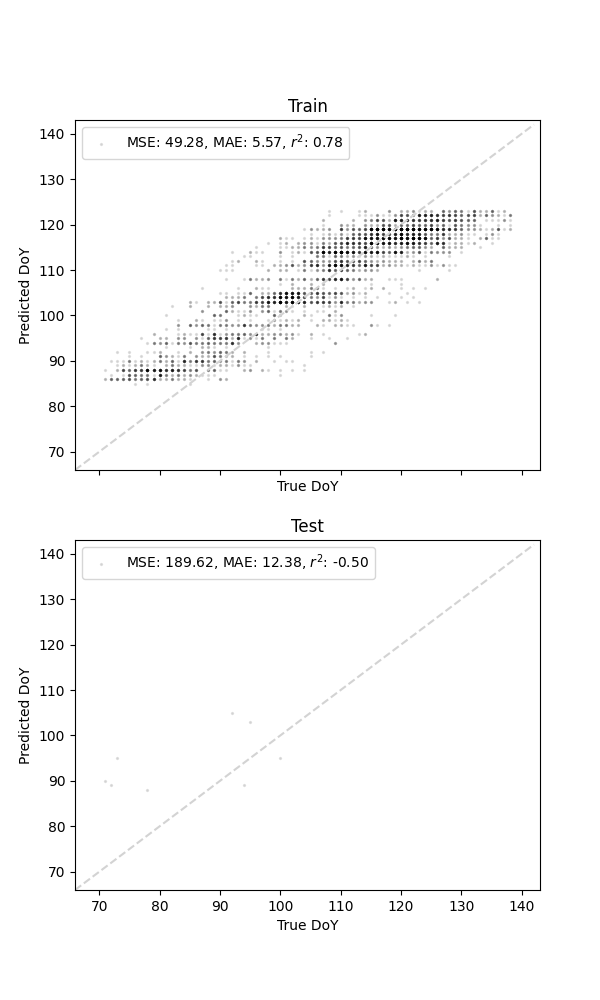 Train
MSE: 49.28, MAE: 5.57, r²: 0.78
140
130
120
110
100
90
80
70
Predicted DoY
True DoY
Test
MSE: 189.62, MAE: 12.38, r²: -0.50
140
130
120
110
100
90
80
70
Predicted DoY
70 80 90 100 110 120 130 140
True DoY